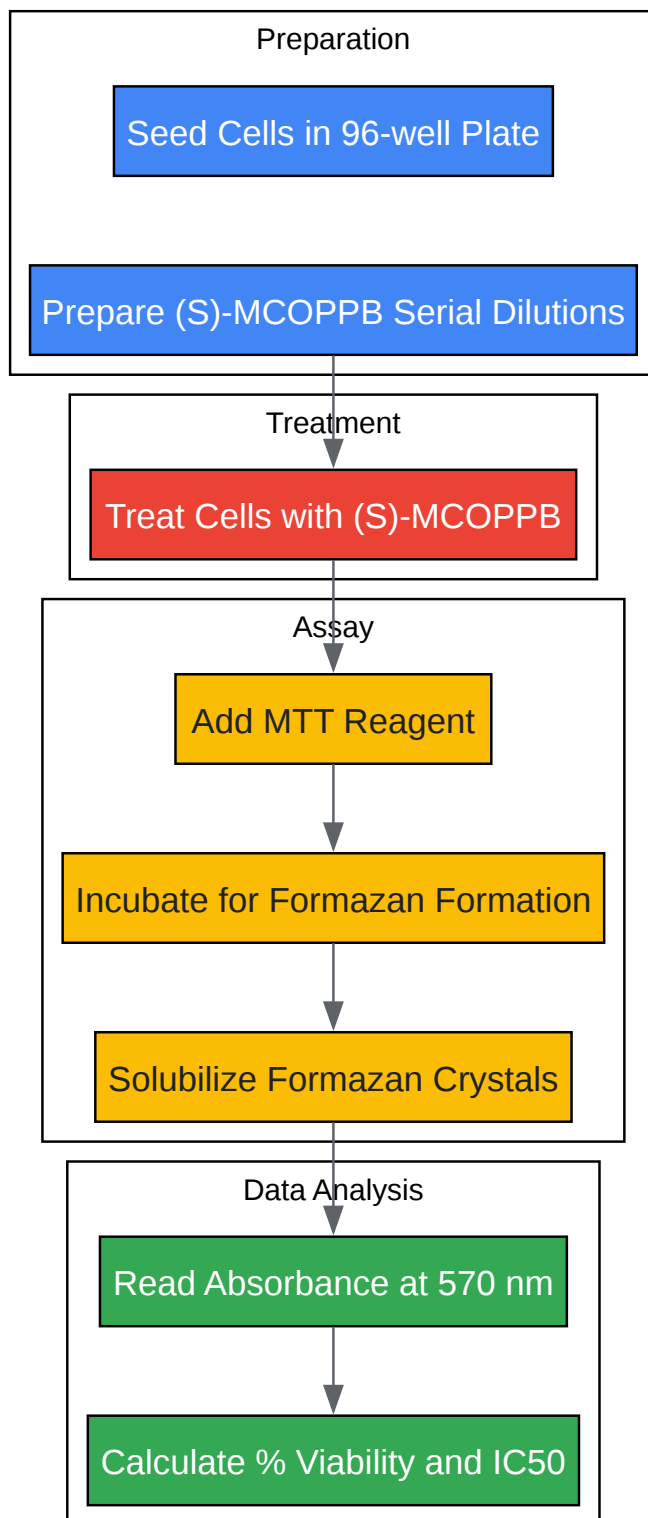 Preparation
Seed Cells in 96-well Plate
Prepare (S)-MCOPPB Serial Dilutions
Treatment
Treat Cells with (S)-MCOPPB
Assay
Add MTT Reagent
Incubate for Formazan Formation
Solubilize Formazan Crystals
Data Analysis
Read Absorbance at 570 nm
Calculate % Viability and IC50